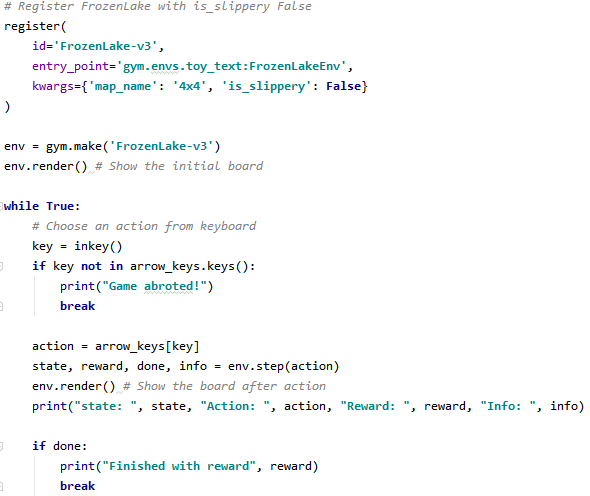 # Register FrozenLake with is_slippery False
register(
    id='FrozenLake-v3',
    entry_point='gym.envs.toy_text:FrozenLakeEnv',
    kwargs={'map_name': '4x4', 'is_slippery': False}
)

env = gym.make('FrozenLake-v3')
env.render() # Show the initial board

while True:
    # Choose an action from keyboard
    key = inkey()
    if key not in arrow_keys.keys():
        print("Game abroted!")
        break

    action = arrow_keys[key]
    state, reward, done, info = env.step(action)
    env.render() # Show the board after action
    print("state: ", state, "Action: ", action, "Reward: ", reward, "Info: ", info)

    if done:
        print("Finished with reward", reward)
        break